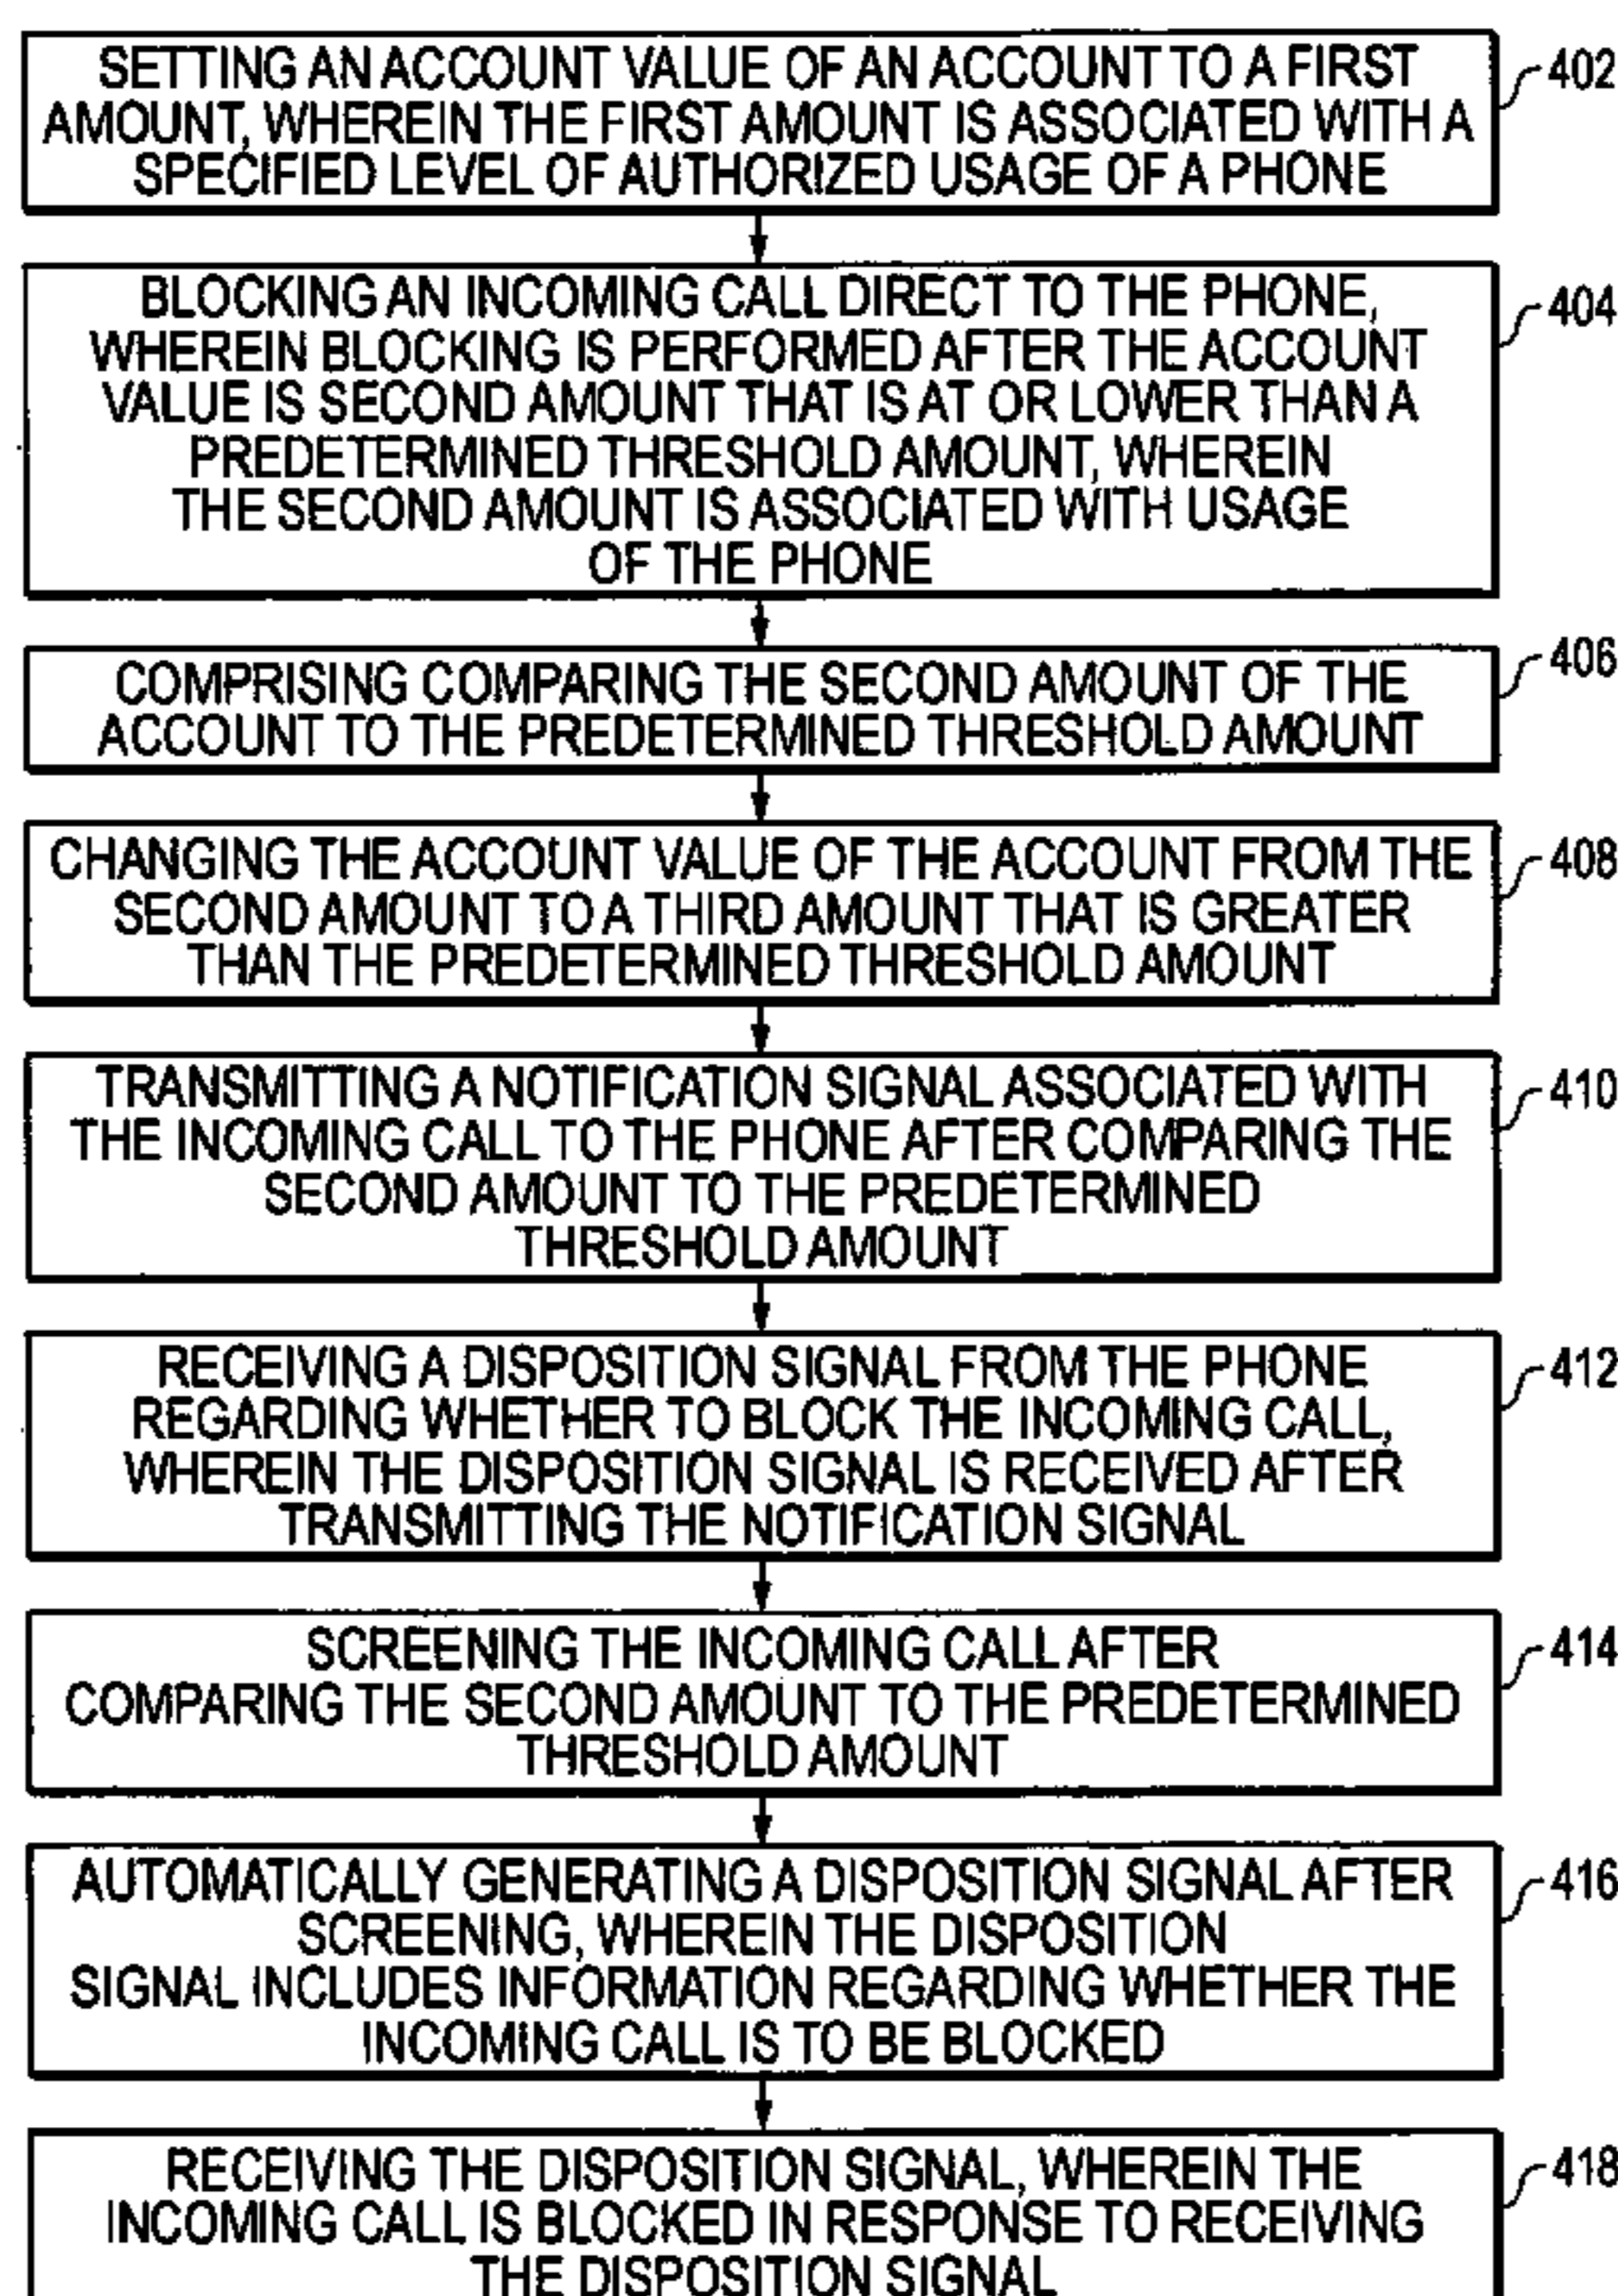 SETTING AN ACCOUNT VALUE OF AN ACCOUNT TO A FIRST
AMOUNT, WHEREIN THE FIRST AMOUNT IS ASSOCIATED WITH A
SPECIFIED LEVEL OF AUTHORIZED USAGE OF A PHONE
402
BLOCKING AN INCOMING CALL DIRECT TO THE PHONE,
WHEREIN BLOCKING IS PERFORMED AFTER THE ACCOUNT
VALUE IS SECOND AMOUNT THAT IS AT OR LOWER THAN A
PREDETERMINED THRESHOLD AMOUNT, WHEREIN
THE SECOND AMOUNT IS ASSOCIATED WITH USAGE
OF THE PHONE
404
COMPRISING COMPARING THE SECOND AMOUNT OF THE
ACCOUNT TO THE PREDETERMINED THRESHOLD AMOUNT
406
CHANGING THE ACCOUNT VALUE OF THE ACCOUNT FROM THE
SECOND AMOUNT TO A THIRD AMOUNT THAT IS GREATER
THAN THE PREDETERMINED THRESHOLD AMOUNT
408
TRANSMITTING A NOTIFICATION SIGNAL ASSOCIATED WITH
THE INCOMING CALL TO THE PHONE AFTER COMPARING THE
SECOND AMOUNT TO THE PREDETERMINED
THRESHOLD AMOUNT
410
RECEIVING A DISPOSITION SIGNAL FROM THE PHONE
REGARDING WHETHER TO BLOCK THE INCOMING CALL,
WHEREIN THE DISPOSITION SIGNAL IS RECEIVED AFTER
TRANSMITTING THE NOTIFICATION SIGNAL
412
SCREENING THE INCOMING CALL AFTER
COMPARING THE SECOND AMOUNT TO THE PREDETERMINED
THRESHOLD AMOUNT
414
AUTOMATICALLY GENERATING A DISPOSITION SIGNAL AFTER
SCREENING, WHEREIN THE DISPOSITION
SIGNAL INCLUDES INFORMATION REGARDING WHETHER THE
INCOMING CALL IS TO BE BLOCKED
416
RECEIVING THE DISPOSITION SIGNAL, WHEREIN THE
INCOMING CALL IS BLOCKED IN RESPONSE TO RECEIVING
THE DISPOSITION SIGNAL
418